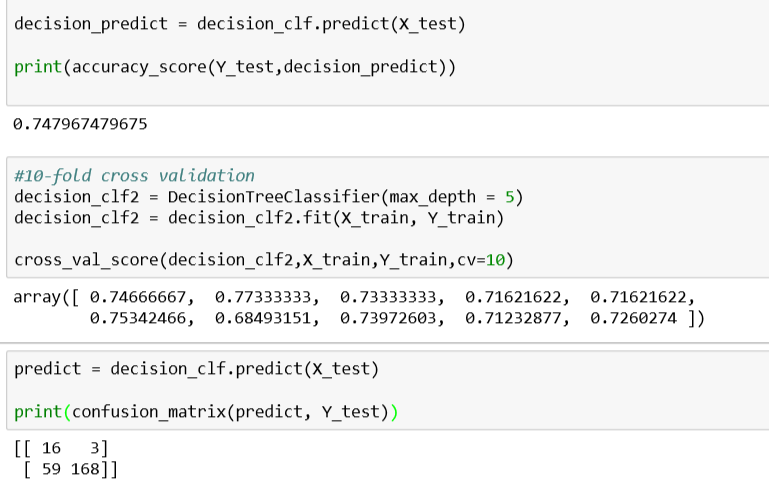 decision_predict = decision_clf.predict(X_test)
print(accuracy_score(Y_test,decision_predict))
0.747967479675
#10-fold cross validation
decision_clf2 = DecisionTreeClassifier(max_depth = 5)
decision_clf2 = decision_clf2.fit(X_train, Y_train)
cross_val_score(decision_clf2,X_train,Y_train,cv=10)
array([ 0.74666667,  0.77333333,  0.73333333,  0.71621622,  0.71621622,
0.75342466,  0.68493151,  0.73972603,  0.71232877,  0.7260274 ])
predict = decision_clf.predict(X_test)
print(confusion_matrix(predict, Y_test))
[[ 16   3]
[ 59 168]]